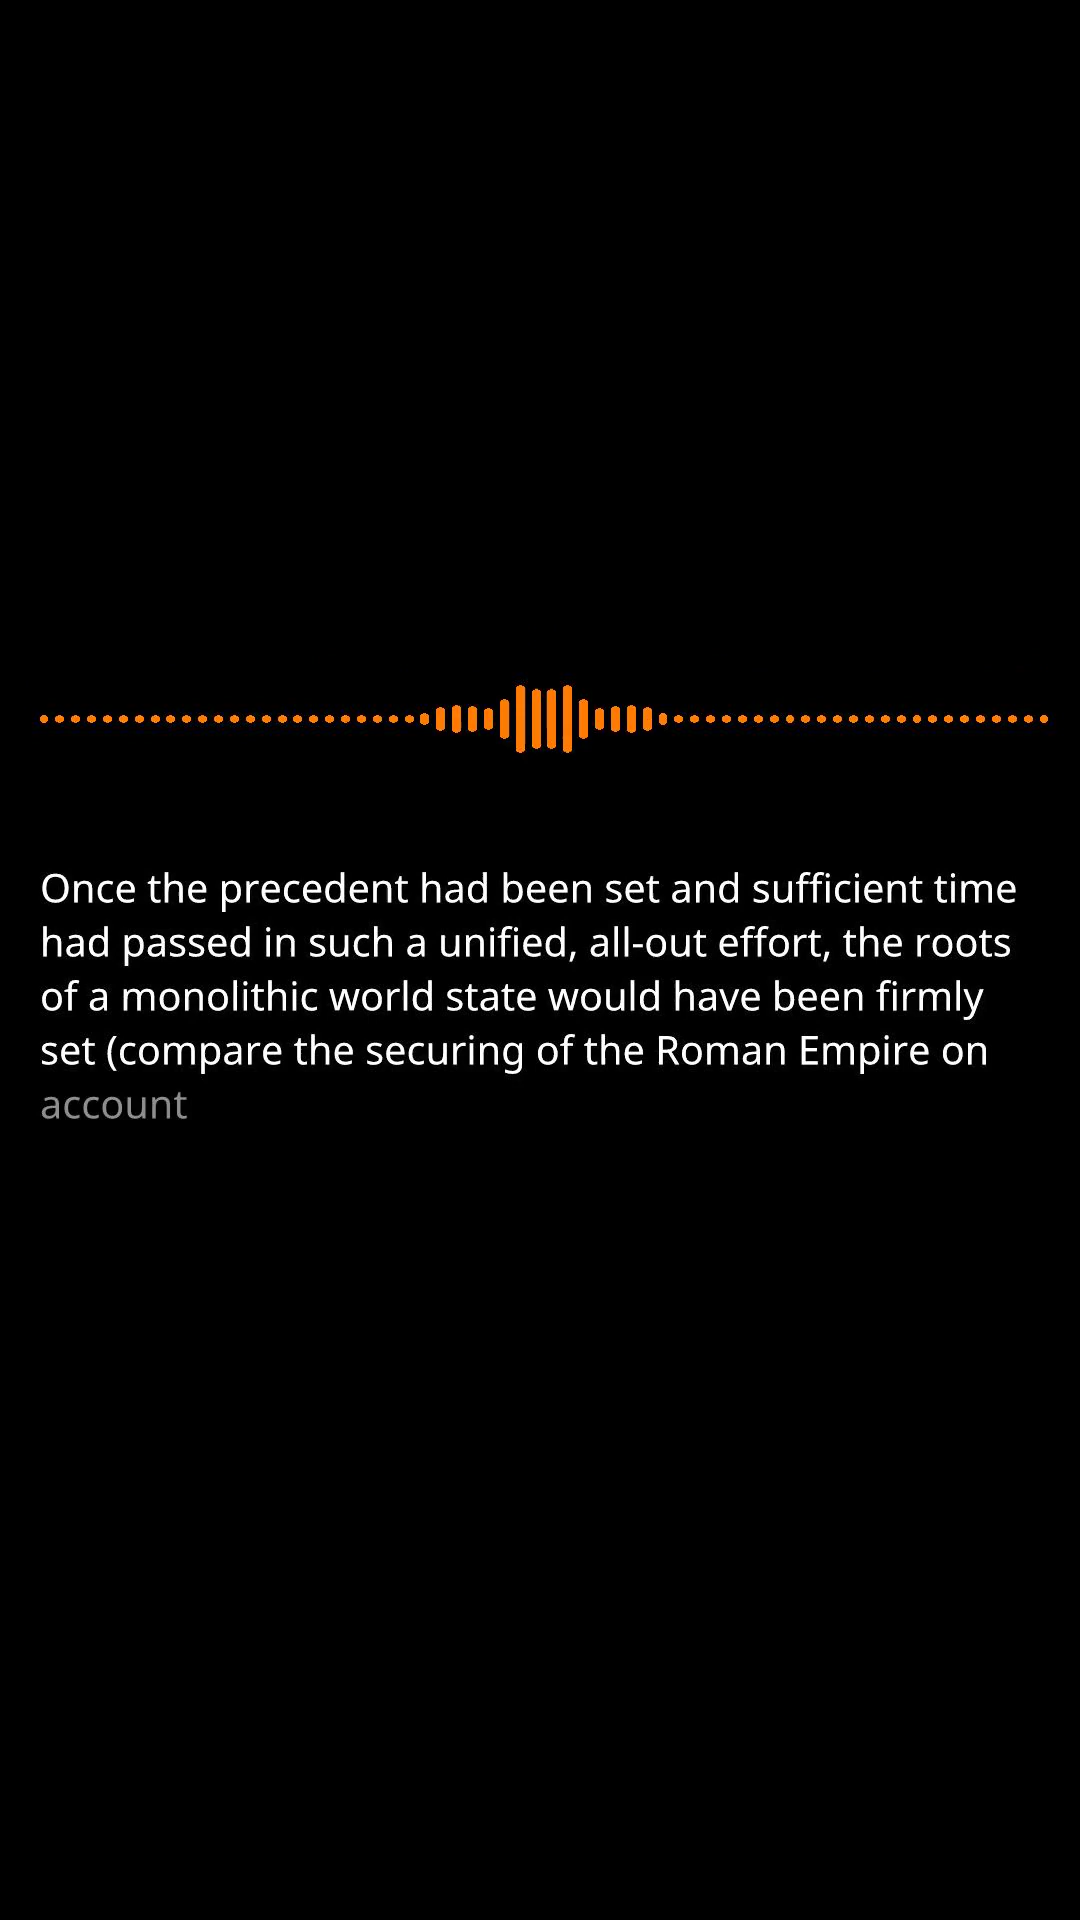 Once the precedent had been set and sufficient time
had passed in such a unified, all-out effort, the roots
of a monolithic world state would have been firmly
set (compare the securing of the Roman Empire on
account